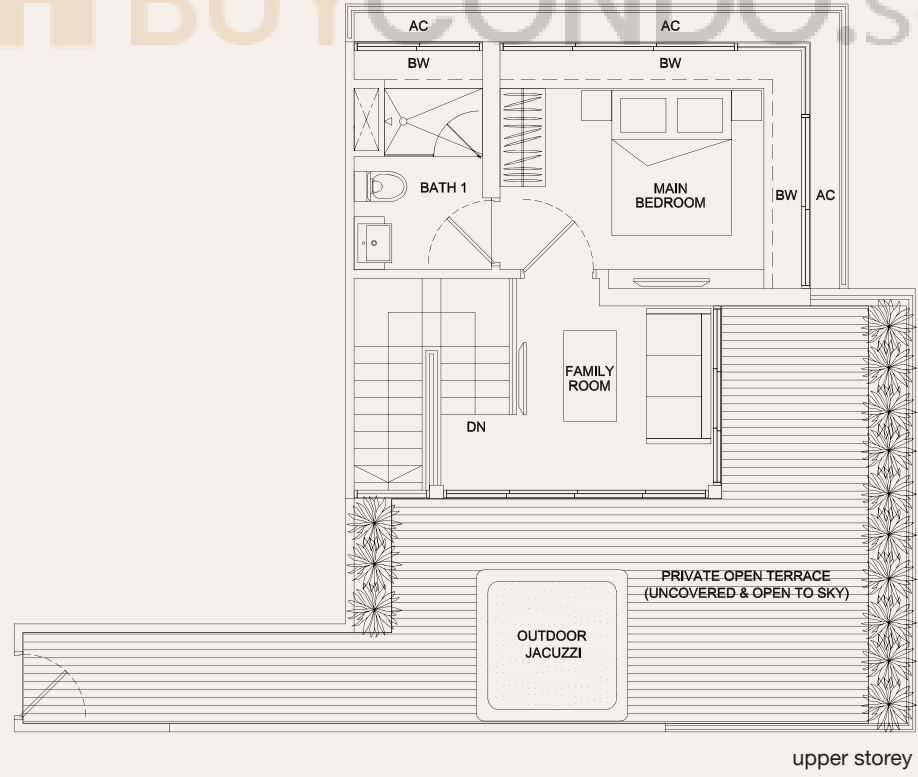 H BUYCONDO.S
AC
AC
BW
BW
BATH 1
MAIN
BEDROOM
BW
AC
FAMILY
ROOM
DN
PRIVATE OPEN TERRACE
(UNCOVERED & OPEN TO SKY)
OUTDOOR
JACUZZI
upper storey